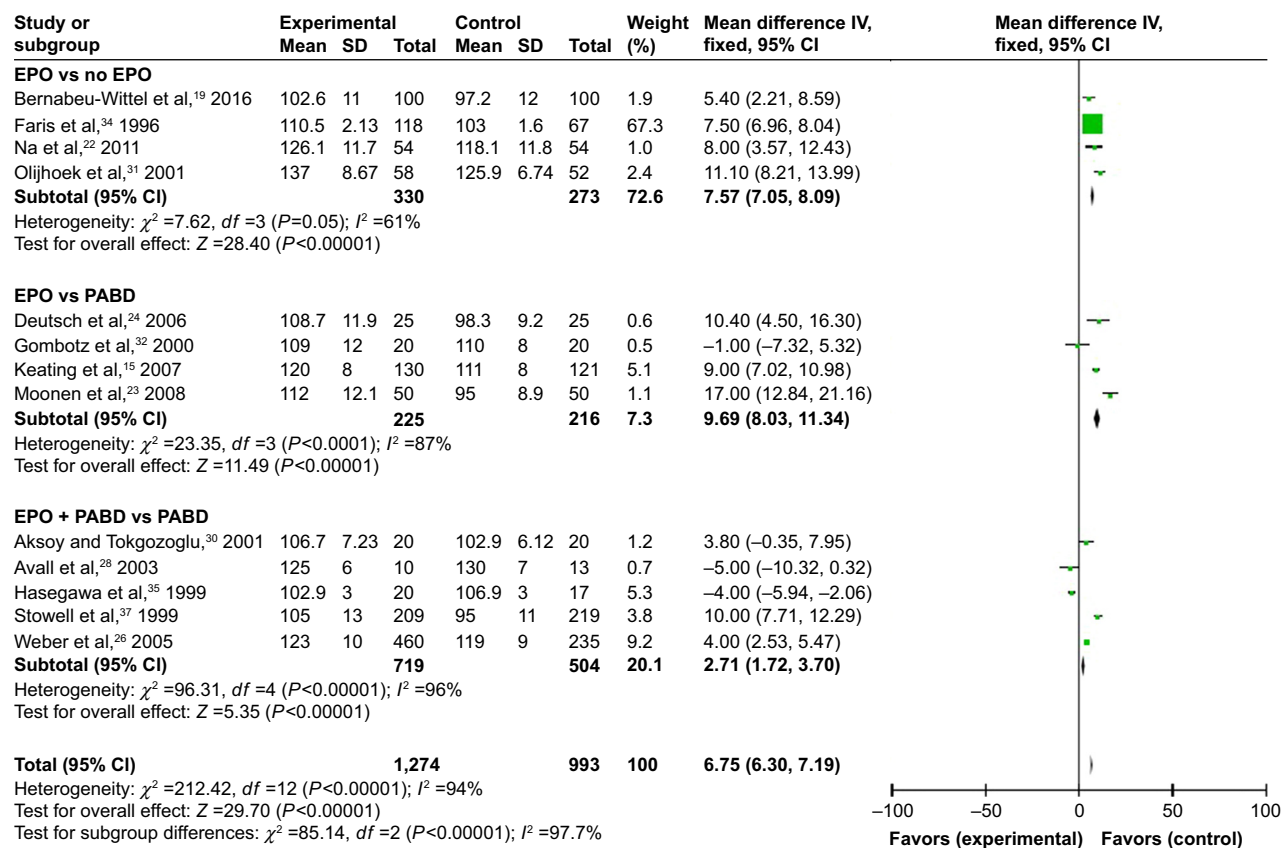 Study or subgroup Experimental Control Weight (%) Mean difference IV, fixed, 95% CI Mean difference IV, fixed, 95% CI
Mean SD Total Mean SD Total
EPO vs no EPO
Bernabeu-Wittel et al,19 2016 102.6 11 100 97.2 12 100 1.9 5.40 (2.21, 8.59)
Faris et al,34 1996 110.5 2.13 118 103 1.6 67 67.3 7.50 (6.96, 8.04)
Na et al,22 2011 126.1 11.7 54 118.1 11.8 54 1.0 8.00 (3.57, 12.43)
Olijhoek et al,31 2001 137 8.67 58 125.9 6.74 52 2.4 11.10 (8.21, 13.99)
Subtotal (95% CI) 330 273 72.6 7.57 (7.05, 8.09)
Heterogeneity: χ2 =7.62, df =3 (P=0.05); I2 =61%
Test for overall effect: Z =28.40 (P<0.00001)
EPO vs PABD
Deutsch et al,24 2006 108.7 11.9 25 98.3 9.2 25 0.6 10.40 (4.50, 16.30)
Gombotz et al,32 2000 109 12 20 110 8 20 0.5 –1.00 (–7.32, 5.32)
Keating et al,15 2007 120 8 130 111 8 121 5.1 9.00 (7.02, 10.98)
Moonen et al,23 2008 112 12.1 50 95 8.9 50 1.1 17.00 (12.84, 21.16)
Subtotal (95% CI) 225 216 7.3 9.69 (8.03, 11.34)
Heterogeneity: χ2 =23.35, df =3 (P<0.0001); I2 =87%
Test for overall effect: Z =11.49 (P<0.00001)
EPO + PABD vs PABD
Aksoy and Tokgozoglu,30 2001 106.7 7.23 20 102.9 6.12 20 1.2 3.80 (–0.35, 7.95)
Avall et al,28 2003 125 6 10 130 7 13 0.7 –5.00 (–10.32, 0.32)
Hasegawa et al,35 1999 102.9 3 20 106.9 3 17 5.3 –4.00 (–5.94, –2.06)
Stowell et al,37 1999 105 13 209 95 11 219 3.8 10.00 (7.71, 12.29)
Weber et al,26 2005 123 10 460 119 9 235 9.2 4.00 (2.53, 5.47)
Subtotal (95% CI) 719 504 20.1 2.71 (1.72, 3.70)
Heterogeneity: χ2 =96.31, df =4 (P<0.00001); I2 =96%
Test for overall effect: Z =5.35 (P<0.00001)
Total (95% CI) 1,274 993 100 6.75 (6.30, 7.19)
Heterogeneity: χ2 =212.42, df =12 (P<0.00001); I2 =94%
Test for overall effect: Z =29.70 (P<0.00001)
Test for subgroup differences: χ2 =85.14, df =2 (P<0.00001); I2 =97.7%
–100 –50 0 50 100
Favors (experimental) Favors (control)